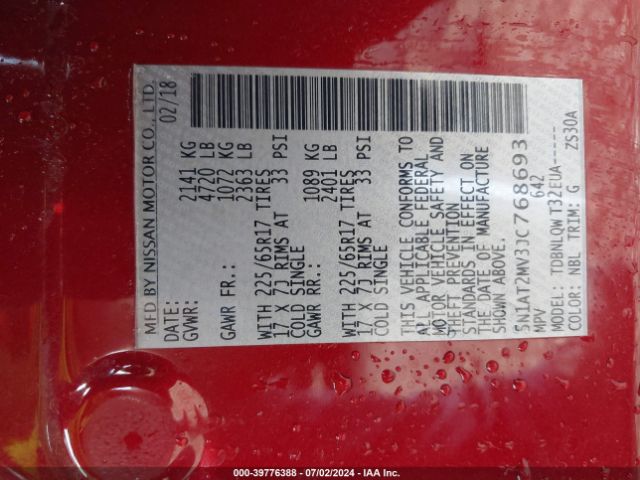 MFD BY NISSAN MOTOR CO., LTD.
DATE: 02/18
GVWR: 2141 KG
4720 LB
GAWR FR.: 1072 KG
2363 LB
WITH 225/65R17 TIRES
17 X 7J RIMS AT 33 PSI
COLD SINGLE
GAWR RR.: 1089 KG
2401 LB
WITH 225/65R17 TIRES
17 X 7J RIMS AT 33 PSI
COLD SINGLE
THIS VEHICLE CONFORMS TO
ALL APPLICABLE FEDERAL
MOTOR VEHICLE SAFETY AND
THEFT PREVENTION
STANDARDS IN EFFECT ON
THE DATE OF MANUFACTURE
SHOWN ABOVE.
5N1AT2MV3JC768693
MPV 642
MODEL: TDBNLQW T32EUA-----
COLOR: NBL TRIM: G ZS30A
000-39776388 - 07/02/2024 - IAA Inc.